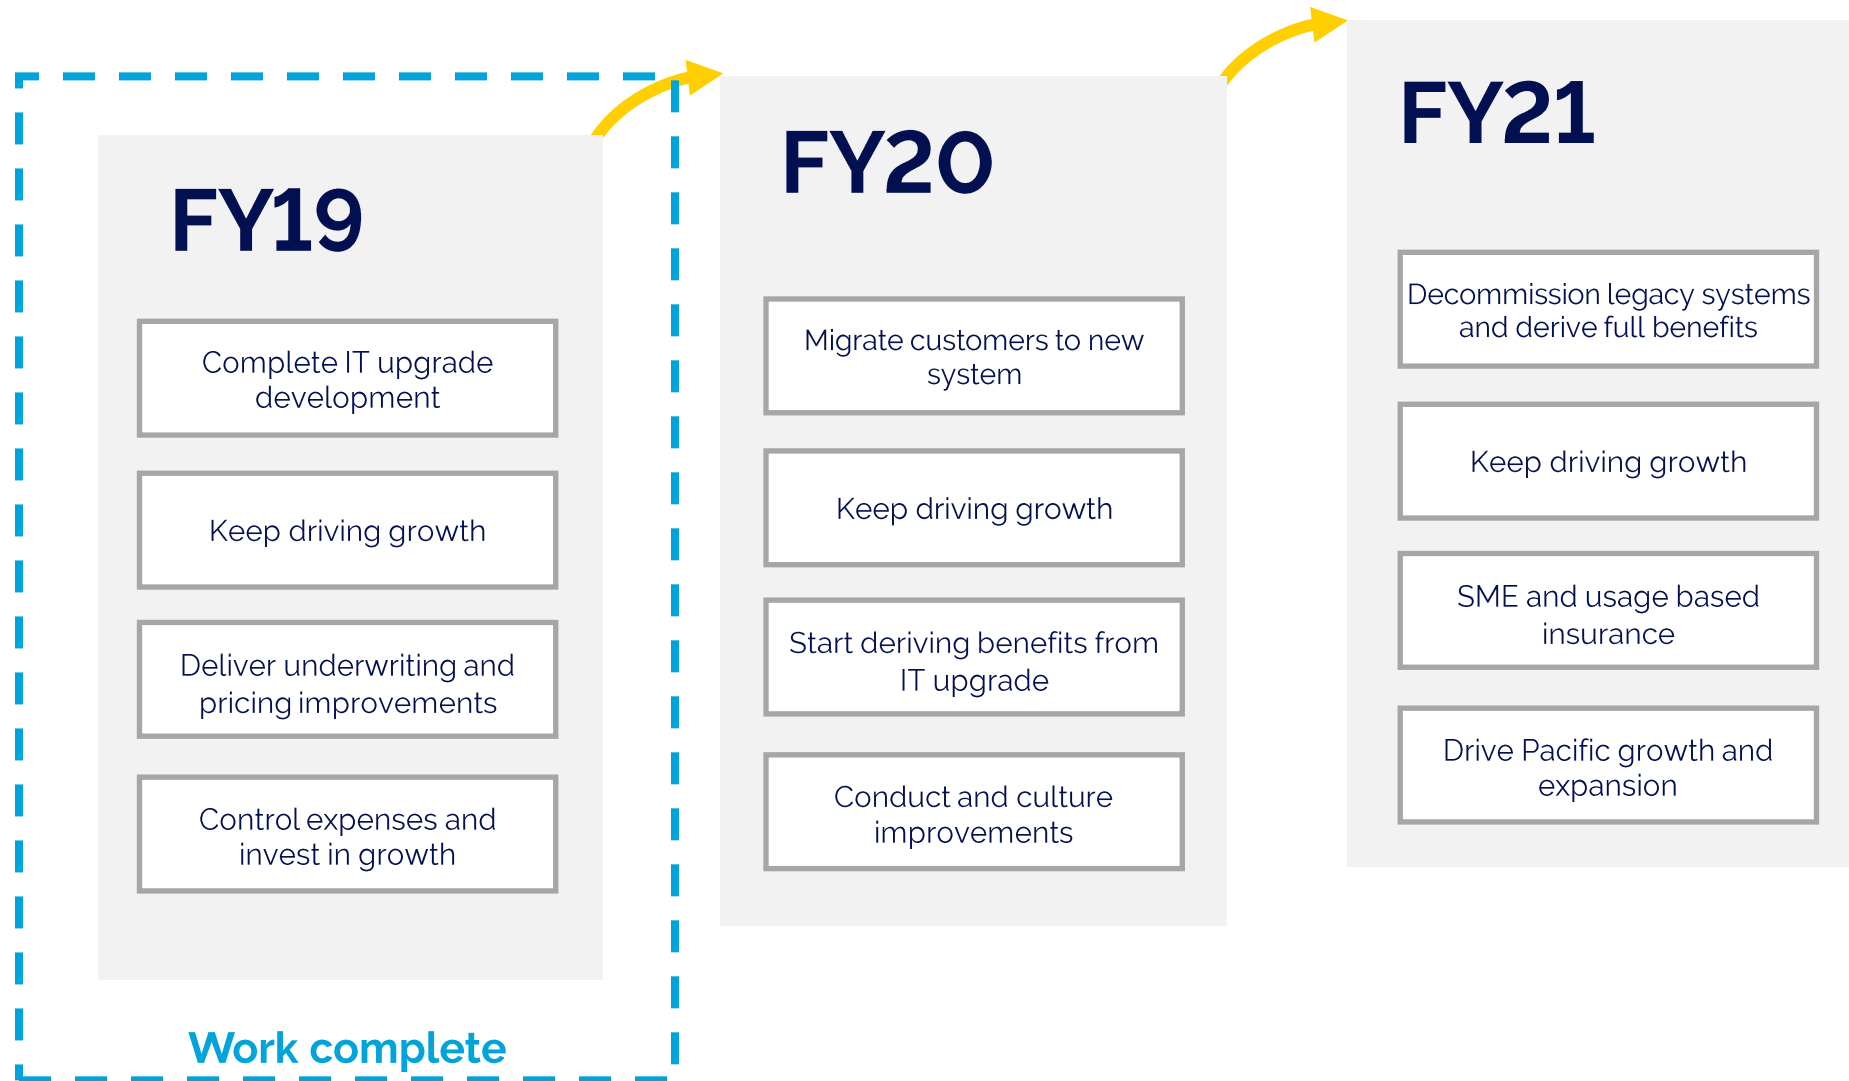 FY19
Complete IT upgrade
development
Keep driving growth
Deliver underwriting and
pricing improvements
Control expenses and
invest in growth
Work complete
FY20
Migrate customers to new
system
Keep driving growth
Start deriving benefits from
IT upgrade
Conduct and culture
improvements
FY21
Decommission legacy systems
and derive full benefits
Keep driving growth
SME and usage based
insurance
Drive Pacific growth and
expansion